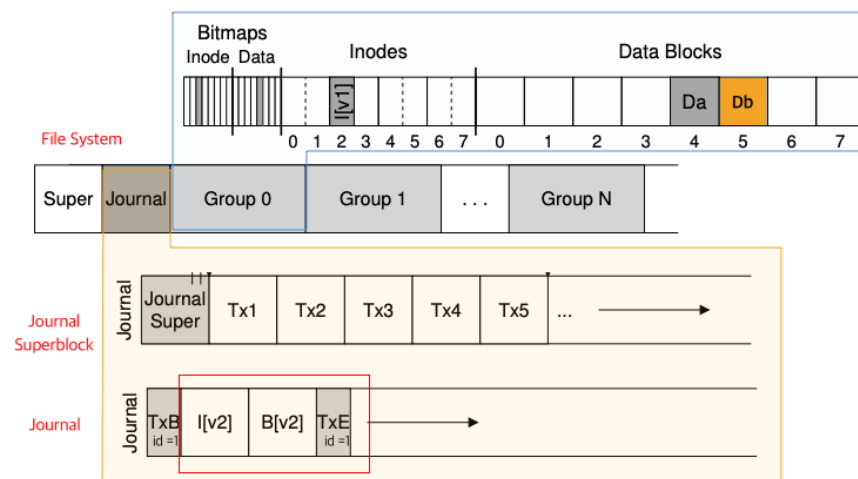 Bitmaps
Inode Data
Inodes
Data Blocks
I[v1]
Da
Db
0 1 2 3 4 5 6 7 0 1 2 3 4 5 6 7
File System
Super
Journal
Group 0
Group 1
. . .
Group N
Journal
Journal Super
Tx1
Tx2
Tx3
Tx4
Tx5
...
Journal
Superblock
Journal
Journal
TxB
id =1
I[v2]
B[v2]
TxE
id =1